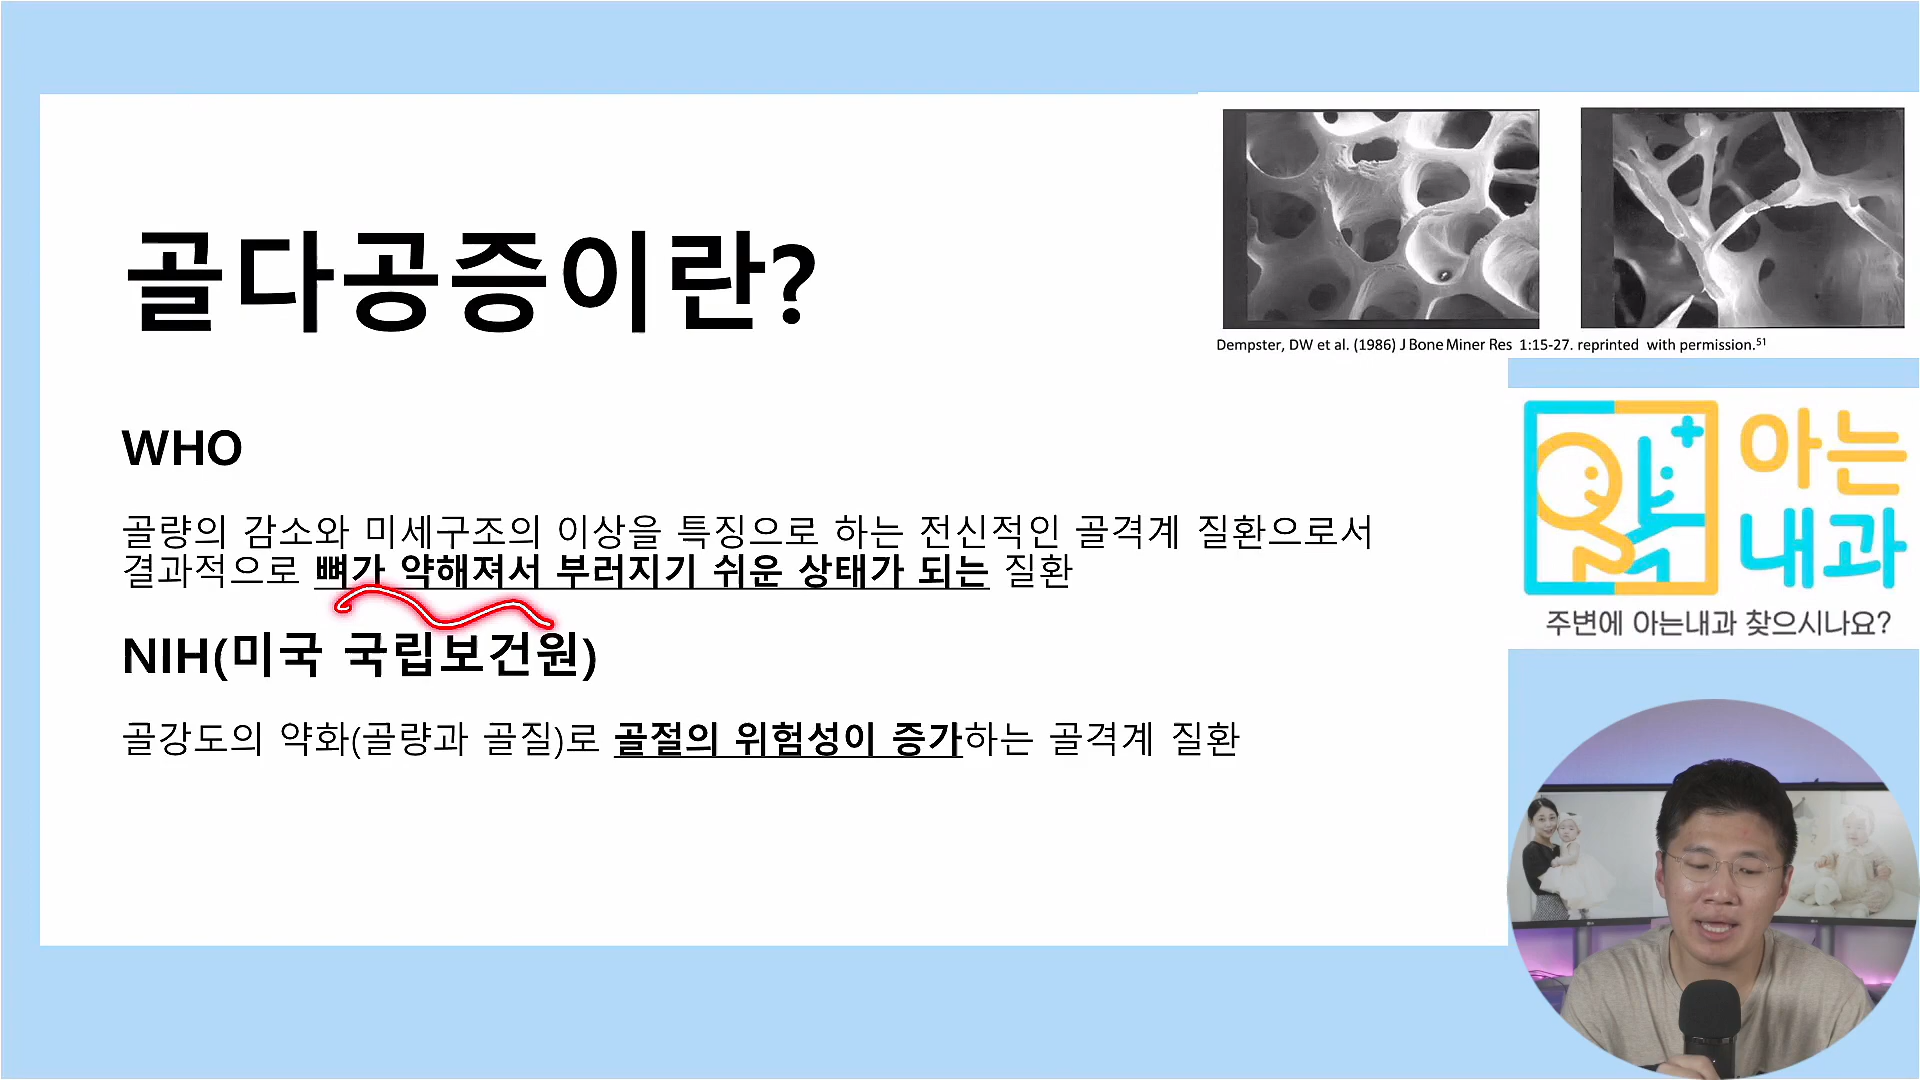 골다공증이란?
Dempster, DW et al. (1986) J Bone Miner Res 1:15-27. reprinted with permission.51
WHO
골량의 감소와 미세구조의 이상을 특징으로 하는 전신적인 골격계 질환으로서
결과적으로 뼈가 약해져서 부러지기 쉬운 상태가 되는 질환
NIH(미국 국립보건원)
골강도의 약화(골량과 골질)로 골절의 위험성이 증가하는 골격계 질환
아는
내과
주변에 아는내과 찾으시나요?